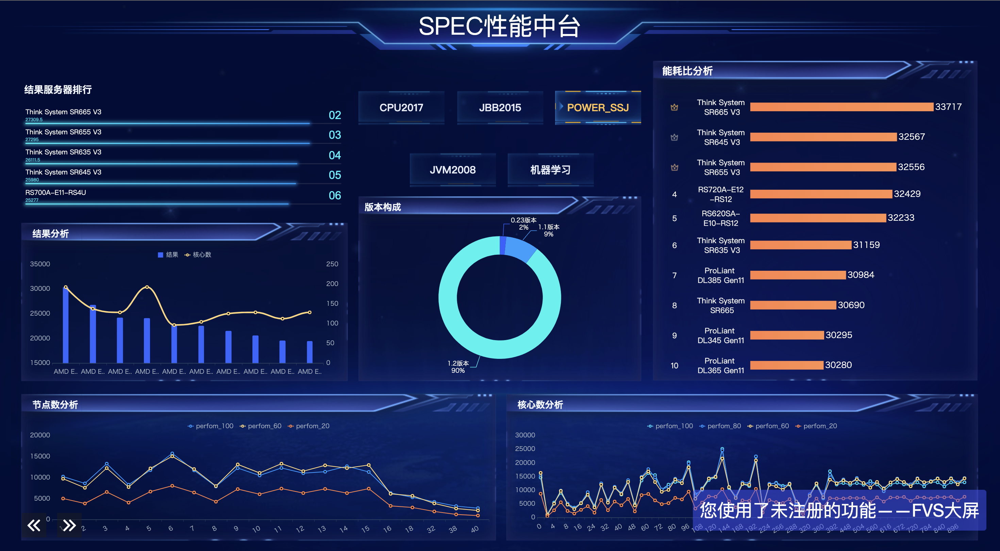 SPEC性能中台
结果服务器排行
Think System SR665 V3
27309.5
02
Think System SR655 V3
27295
03
Think System SR635 V3
26111.5
04
Think System SR645 V3
25980
05
RS700A-E11-RS4U
25277
06
CPU2017
JBB2015
POWER_SSJ
JVM2008
机器学习
能耗比分析
Think System
SR665 V3
33717
Think System
SR645 V3
32567
Think System
SR655 V3
32556
4
RS720A-E12
-RS12
32429
5
RS620SA-
E10-RS12
32233
6
Think System
SR635 V3
31159
7
ProLiant
DL385 Gen11
30984
8
Think System
SR665
30690
9
ProLiant
DL345 Gen11
30295
10
ProLiant
DL365 Gen11
30280
结果分析
结果 核心数
35000
30000
25000
20000
15000
250
200
150
100
50
0
AMD E.. AMD E.. AMD E.. AMD E.. AMD E.. AMD E.. AMD E.. AMD E.. AMD E.. AMD E..
版本构成
0.23版本
2%
1.1版本
9%
1.2版本
90%
节点数分析
perfom_100 perfom_60 perfom_20
20000
15000
10000
5000
0
1 2 3 4 5 6 7 8 9 10 11 12 13 14 15 16 18 32 38 40
核心数分析
perfom_100 perfom_80 perfom_60 perfom_20
30000
25000
20000
15000
10000
5000
0
0 4 8 16 24 32 40 48 60 72 80 96 108 120 144 168 192 224 256 288 320 360 392 448 504 560 616 672 720 784 840 896
您使用了未注册的功能——FVS大屏